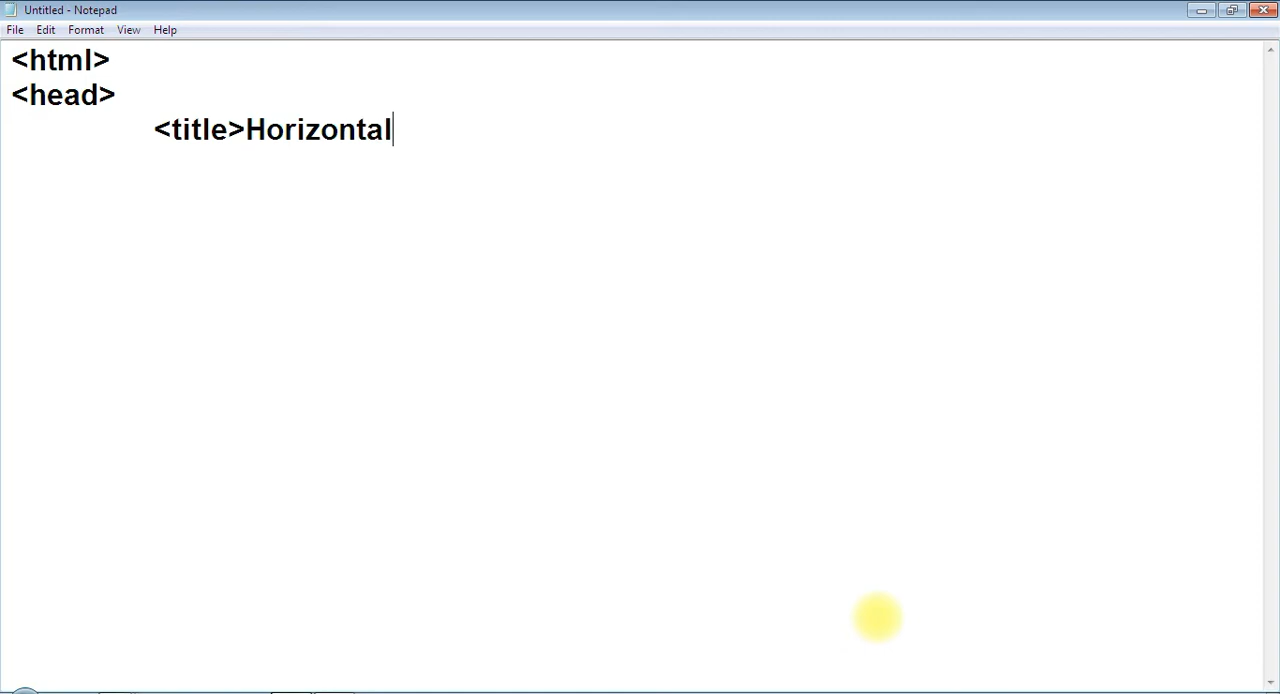 Untitled - Notepad
File Edit Format View Help
<html>
<head>
<title>Horizontal